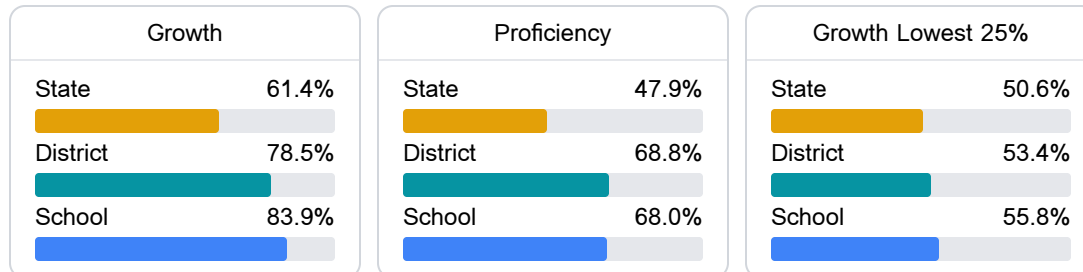 Growth
State 61.4%
District 78.5%
School 83.9%
Proficiency
State 47.9%
District 68.8%
School 68.0%
Growth Lowest 25%
State 50.6%
District 53.4%
School 55.8%